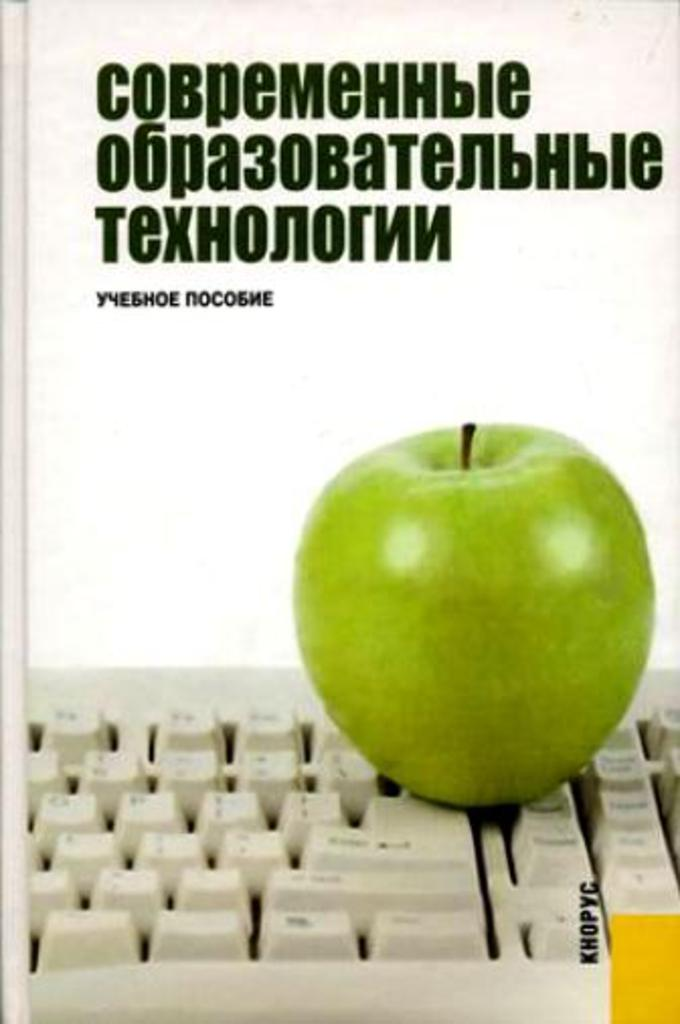 современные
образовательные
технологии
УЧЕБНОЕ ПОСОБИЕ
КНОРУС